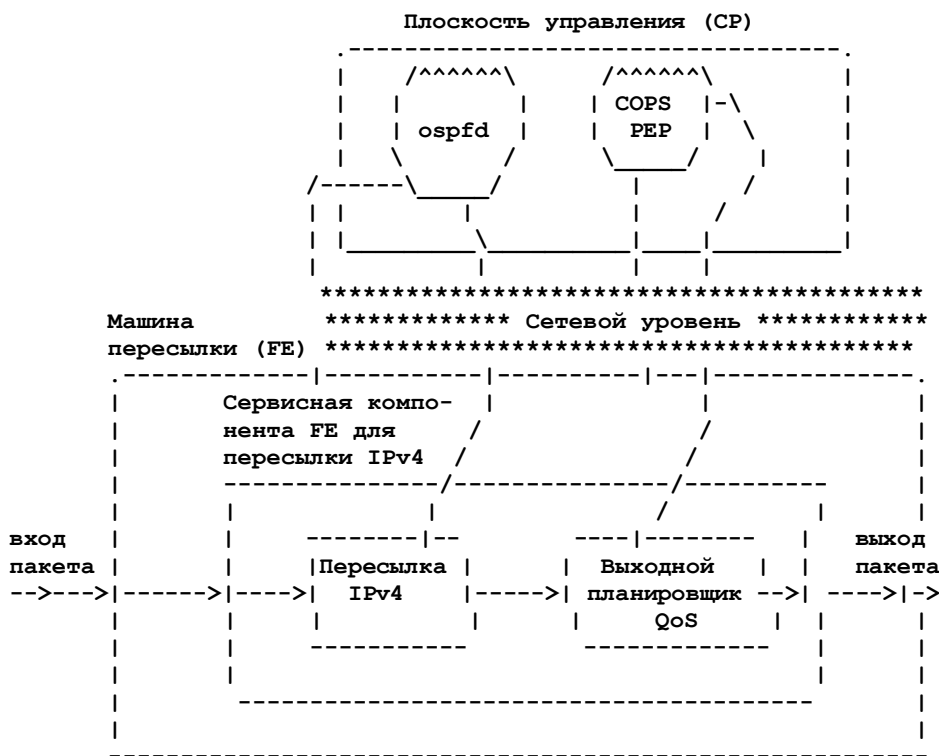 Плоскость управления (CP)
COPS
ospfd PEP
Машина Сетевой уровень
пересылки (FE)
Сервисная компо-
нента FE для
пересылки IPv4
вход выход
пакета Пересылка Выходной пакета
IPv4 планировщик
QoS